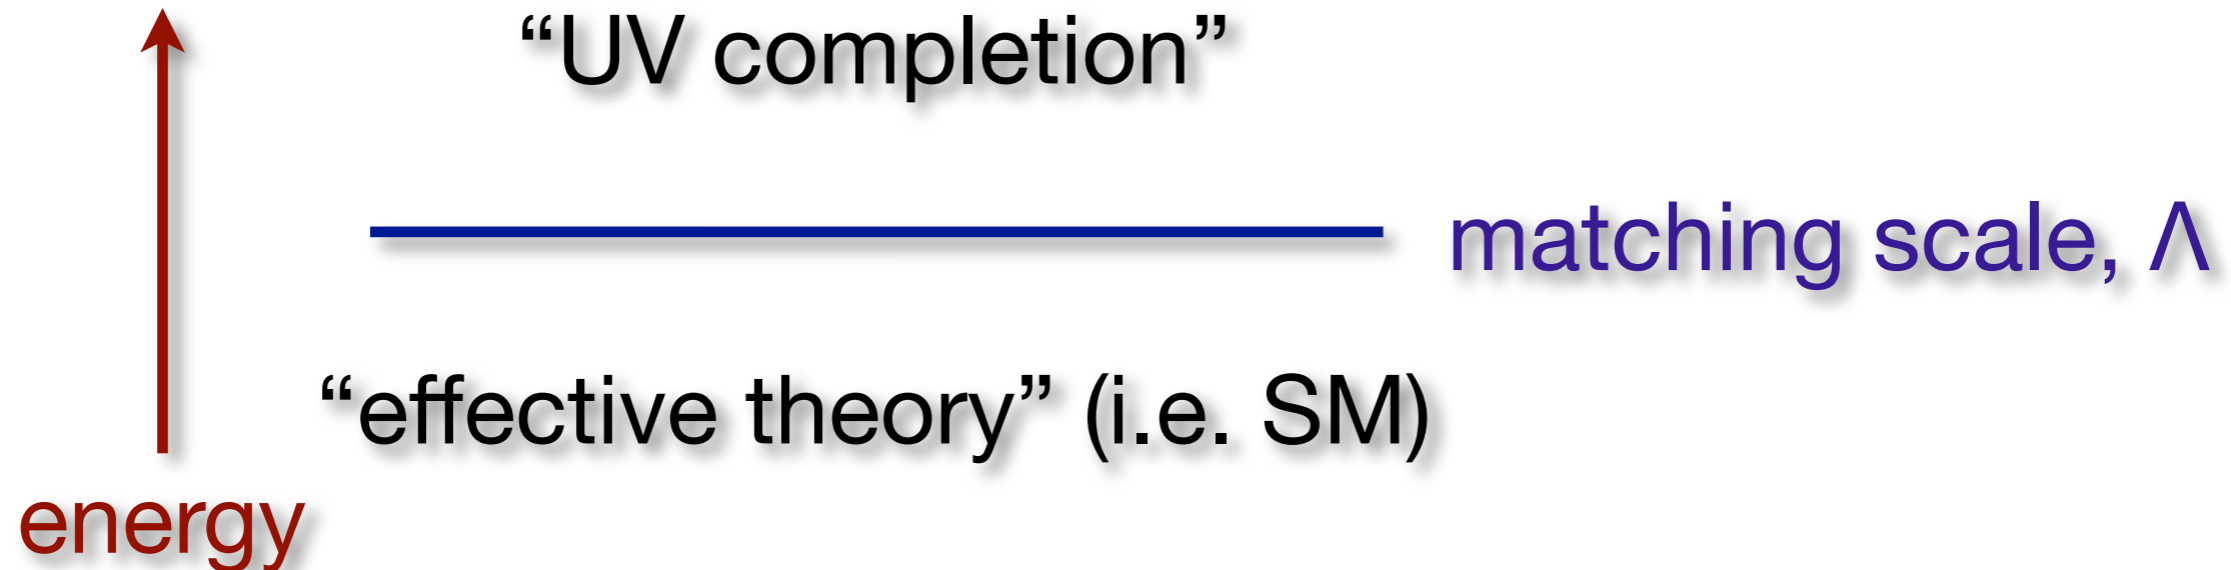 “UV completion”
matching scale, Λ
“effective theory” (i.e. SM)
energy